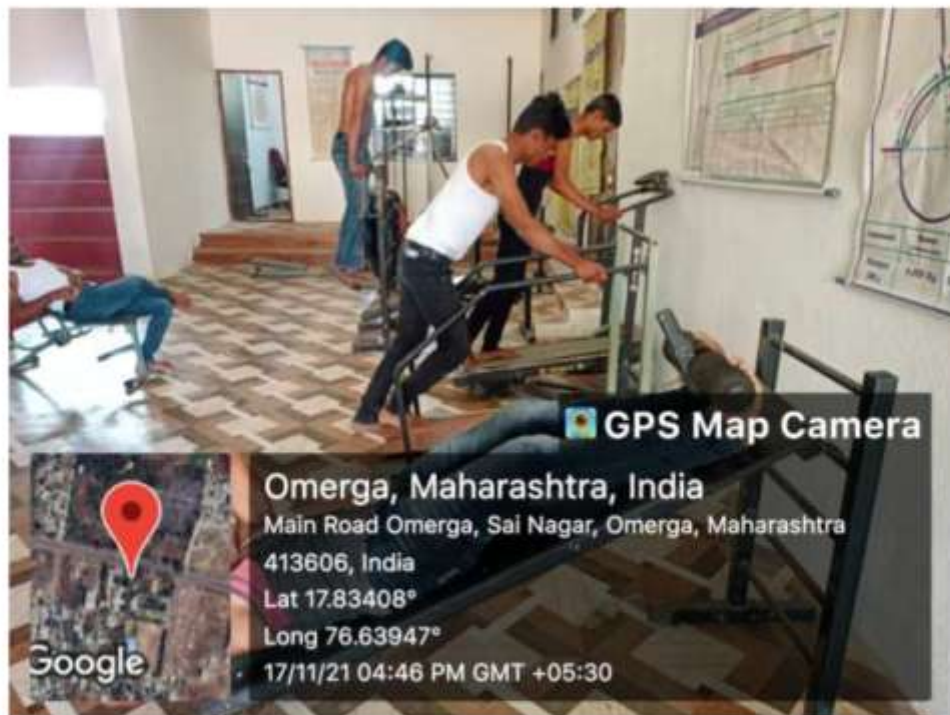 GPS Map Camera
Omerga, Maharashtra, India
Main Road Omerga, Sai Nagar, Omerga, Maharashtra
413606, India
Lat 17.83408°
Long 76.63947°
17/11/21 04:46 PM GMT +05:30
Google